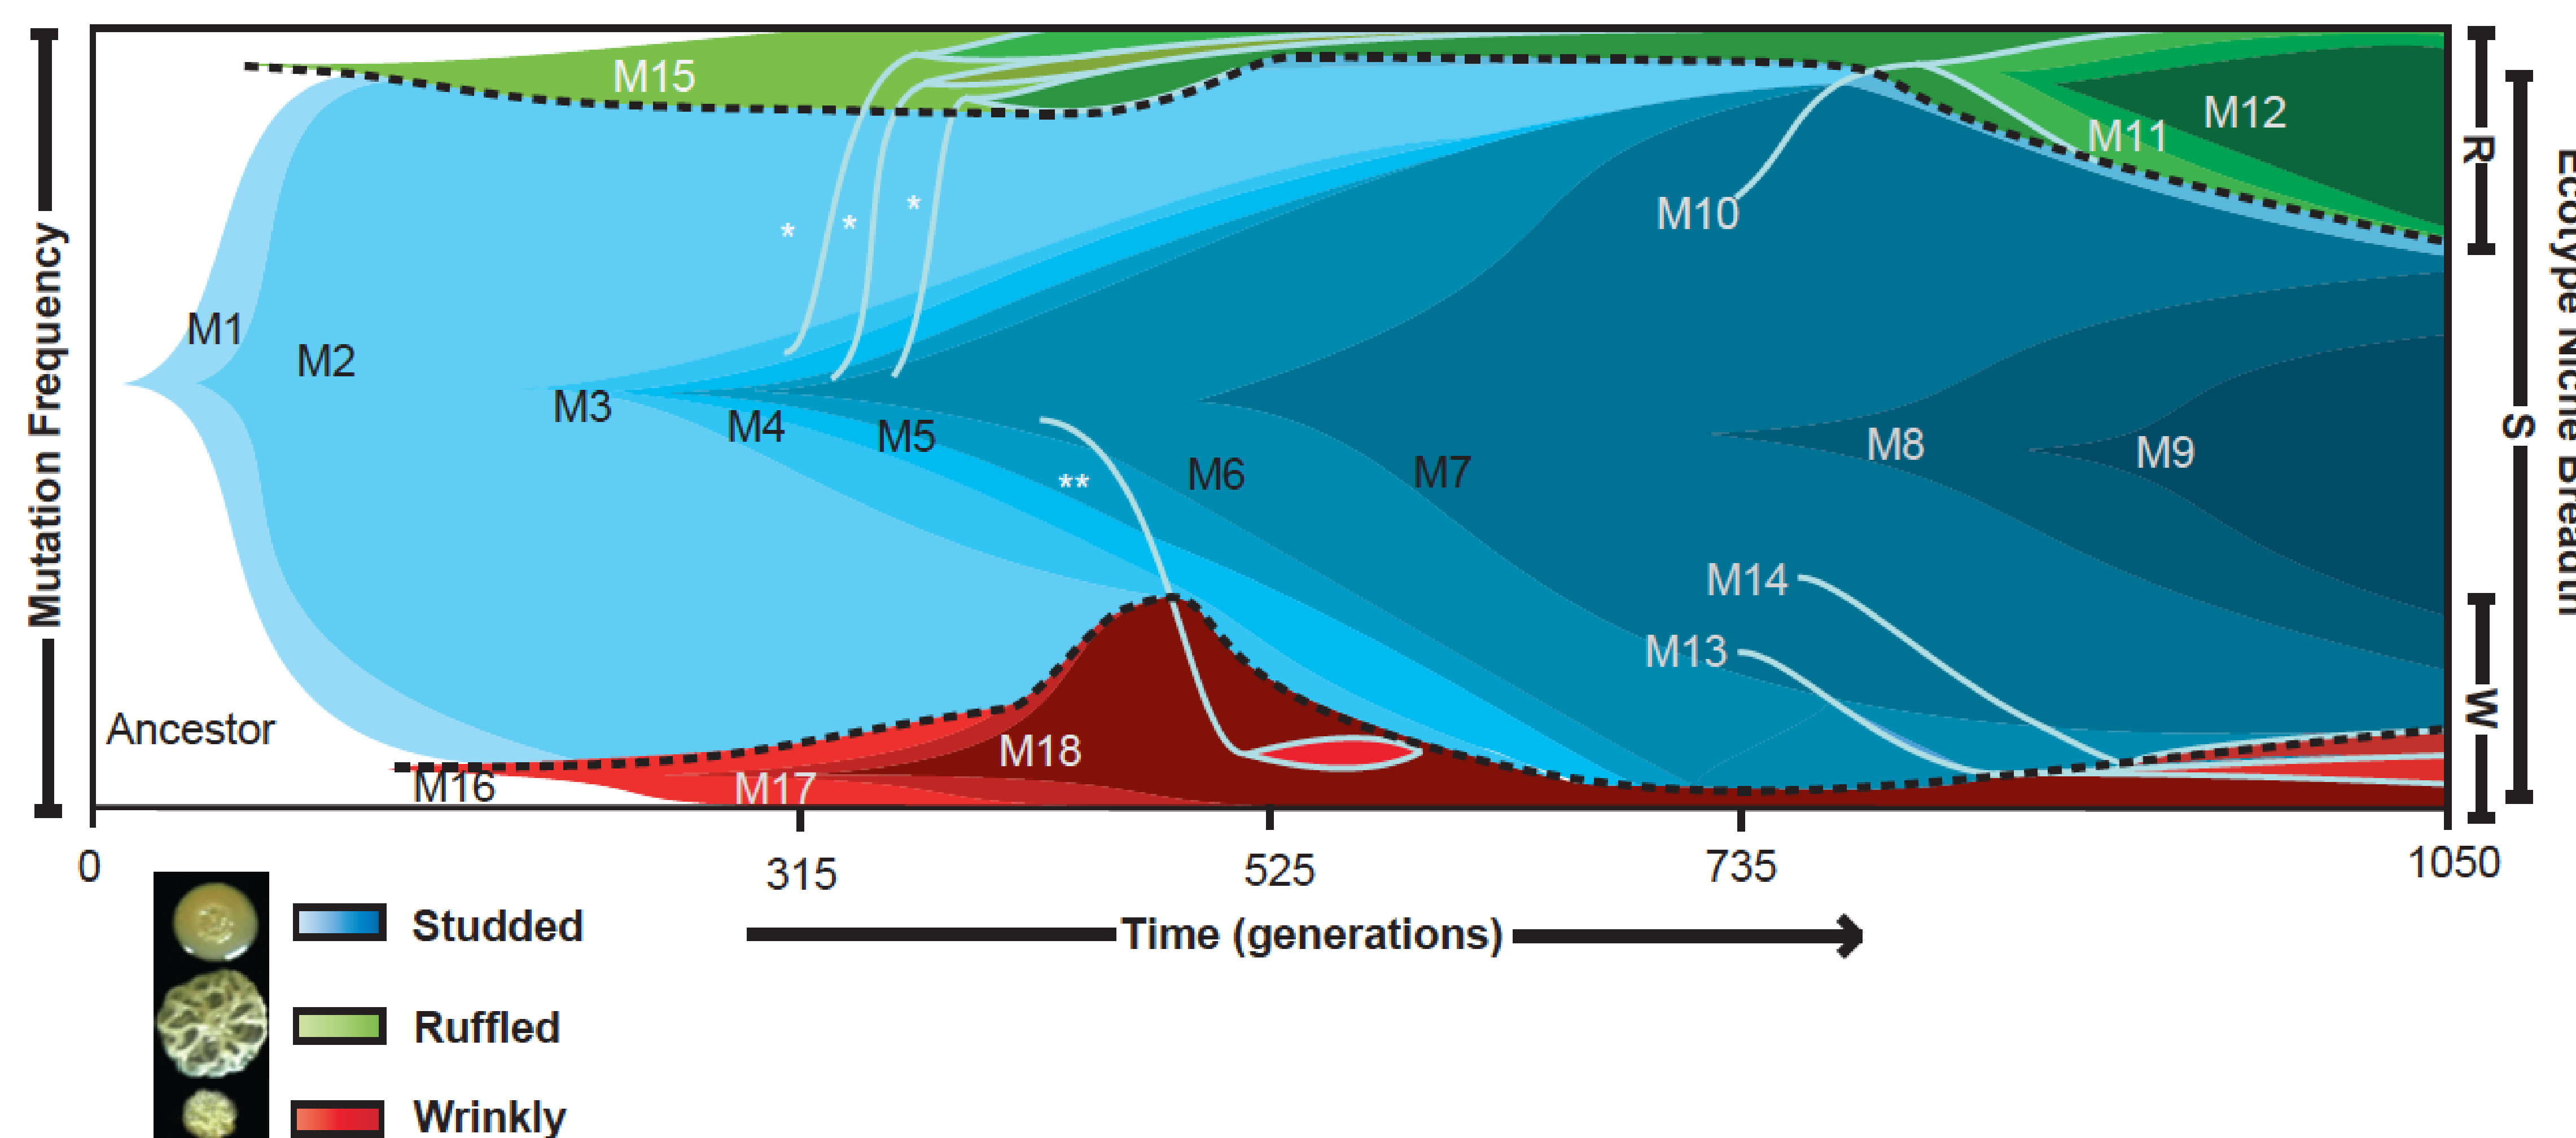 Mutation Frequency
M15
*
*
*
M10
M11
M12
R
M1
M2
M3
M4
M5
**
M6
M7
M8
M9
S
Ecotype Niche Breadth
M14
M13
W
Ancestor
M16
M17
M18
0
315
525
735
1050
Time (generations)
Studded
Ruffled
Wrinkly